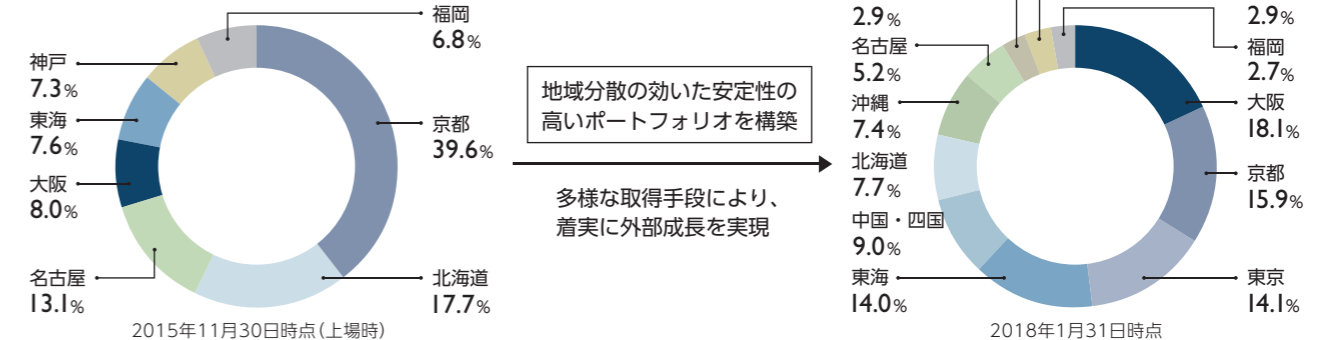 福岡
6.8%
神戸
7.3%
東海
7.6%
大阪
8.0%
名古屋
13.1%
京都
39.6%
北海道
17.7%
2015年11月30日時点（上場時）
地域分散の効いた安定性の
高いポートフォリオを構築
多様な取得手段により、
着実に外部成長を実現
2.9%
名古屋
5.2%
沖縄
7.4%
北海道
7.7%
中国・四国
9.0%
東海
14.0%
2.9%
福岡
2.7%
大阪
18.1%
京都
15.9%
東京
14.1%
2018年1月31日時点